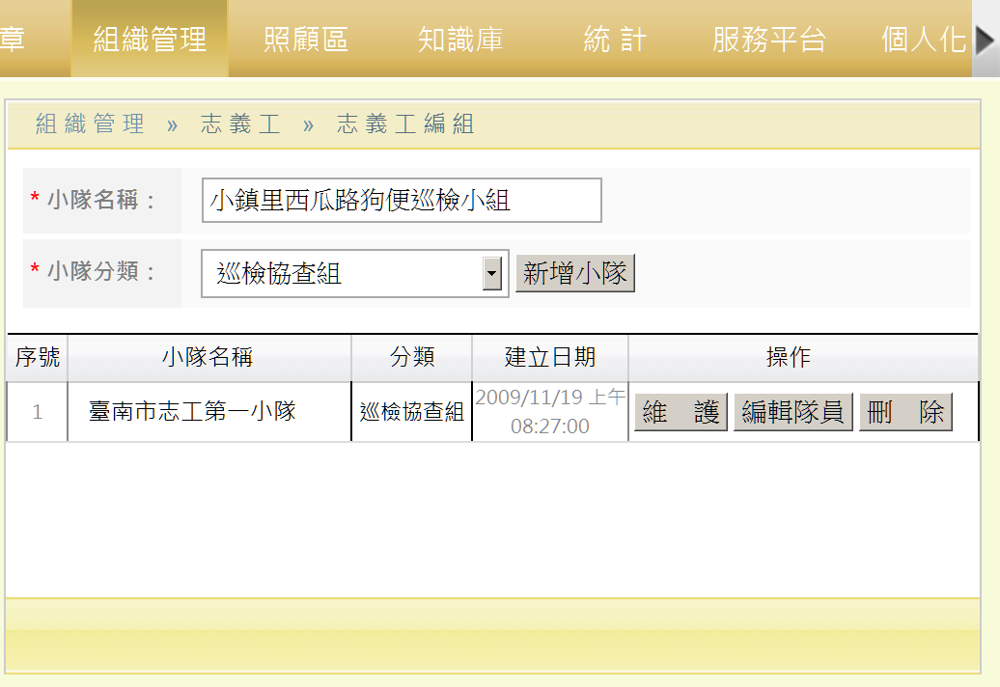 章 組織管理 照顧區 知識庫 統 計 服務平台 個人化
組織管理 » 志義工 » 志義工編組
* 小隊名稱： 小鎮里西瓜路狗便巡檢小組
* 小隊分類： 巡檢協查組 新增小隊
序號 小隊名稱 分類 建立日期 操作
1 臺南市志工第一小隊 巡檢協查組 2009/11/19 上午 08:27:00 維 護 編輯隊員 刪 除